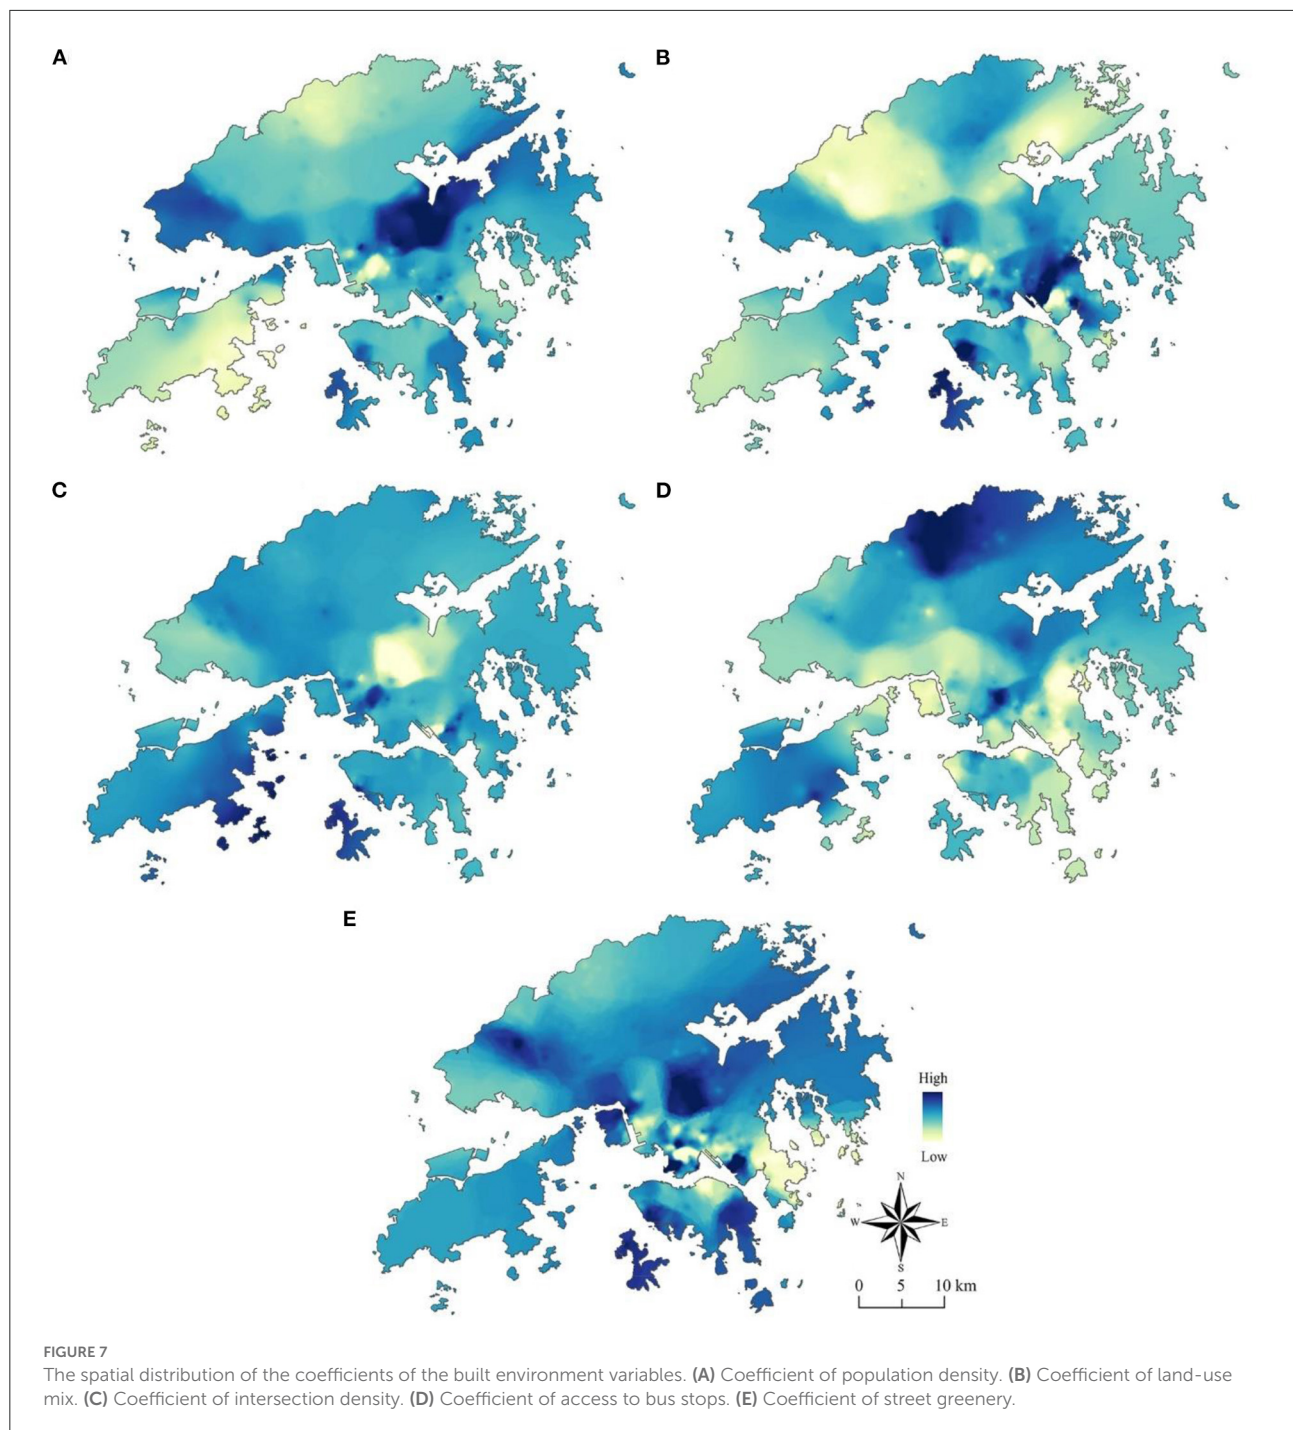 A
B
C
D
E
High
Low
N
W
E
S
0 5 10 km
FIGURE 7
The spatial distribution of the coefficients of the built environment variables. (A) Coefficient of population density. (B) Coefficient of land-use
mix. (C) Coefficient of intersection density. (D) Coefficient of access to bus stops. (E) Coefficient of street greenery.